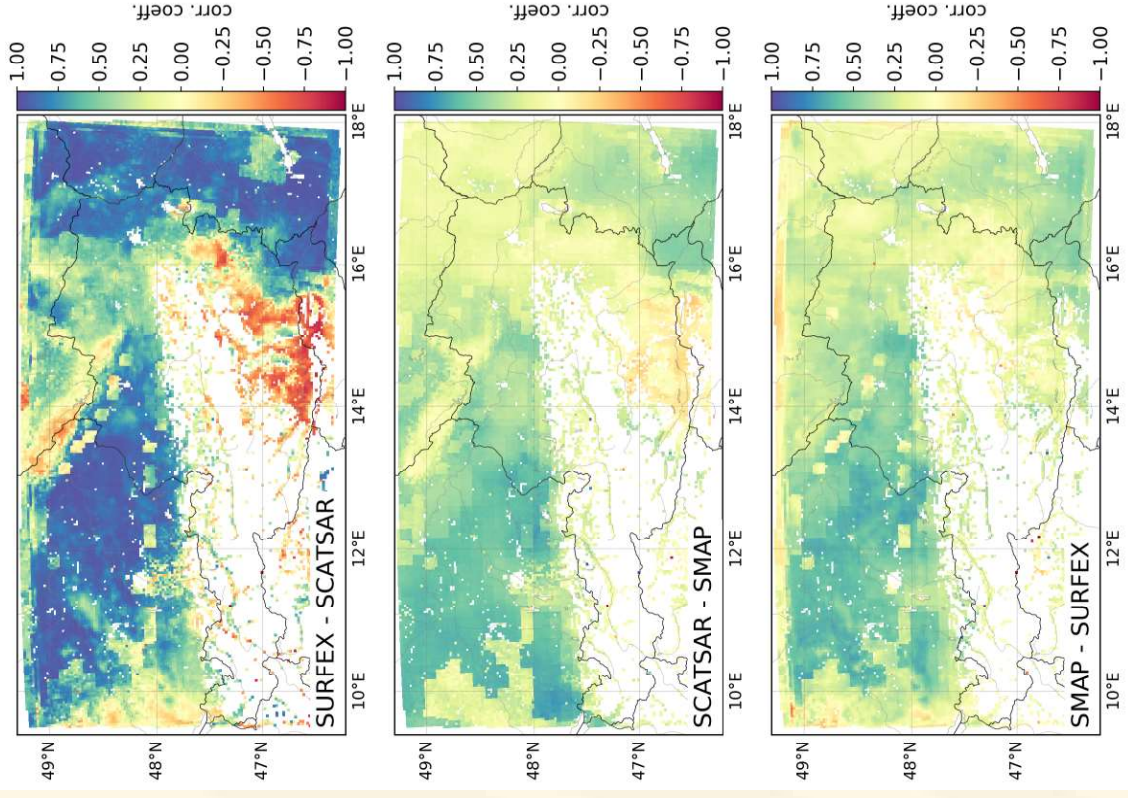 corr. coeff.
1.00
0.75
0.50
0.25
0.00
−0.25
−0.50
−0.75
−1.00
49°N
48°N
47°N
SURFEX - SCATSAR
10°E
12°E
14°E
16°E
18°E
corr. coeff.
1.00
0.75
0.50
0.25
0.00
−0.25
−0.50
−0.75
−1.00
49°N
48°N
47°N
SCATSAR - SMAP
10°E
12°E
14°E
16°E
18°E
corr. coeff.
1.00
0.75
0.50
0.25
0.00
−0.25
−0.50
−0.75
−1.00
49°N
48°N
47°N
SMAP - SURFEX
10°E
12°E
14°E
16°E
18°E